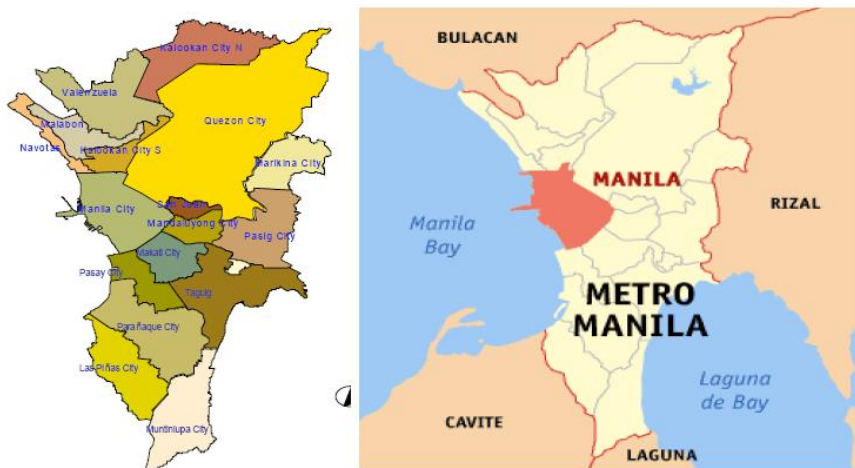 Kalookan City N
Valenzuela
Malabon
Navotas
Kalookan City S
Quezon City
Marikina City
San Juan
Manila City
Mandaluyong City
Pasig City
Makati City
Pasay City
Taguig
Parañaque City
Las Piñas City
Muntinlupa City
BULACAN
MANILA
RIZAL
Manila
Bay
METRO
MANILA
Laguna
de Bay
CAVITE
LAGUNA